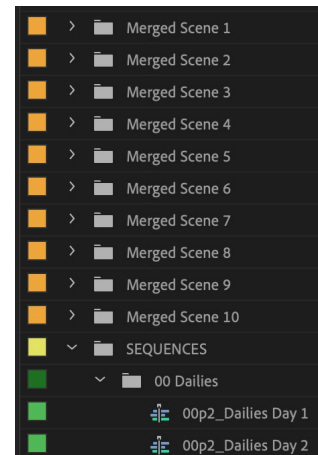 Merged Scene 1
Merged Scene 2
Merged Scene 3
Merged Scene 4
Merged Scene 5
Merged Scene 6
Merged Scene 7
Merged Scene 8
Merged Scene 9
Merged Scene 10
SEQUENCES
00 Dailies
00p2_Dailies Day 1
00p2_Dailies Day 2